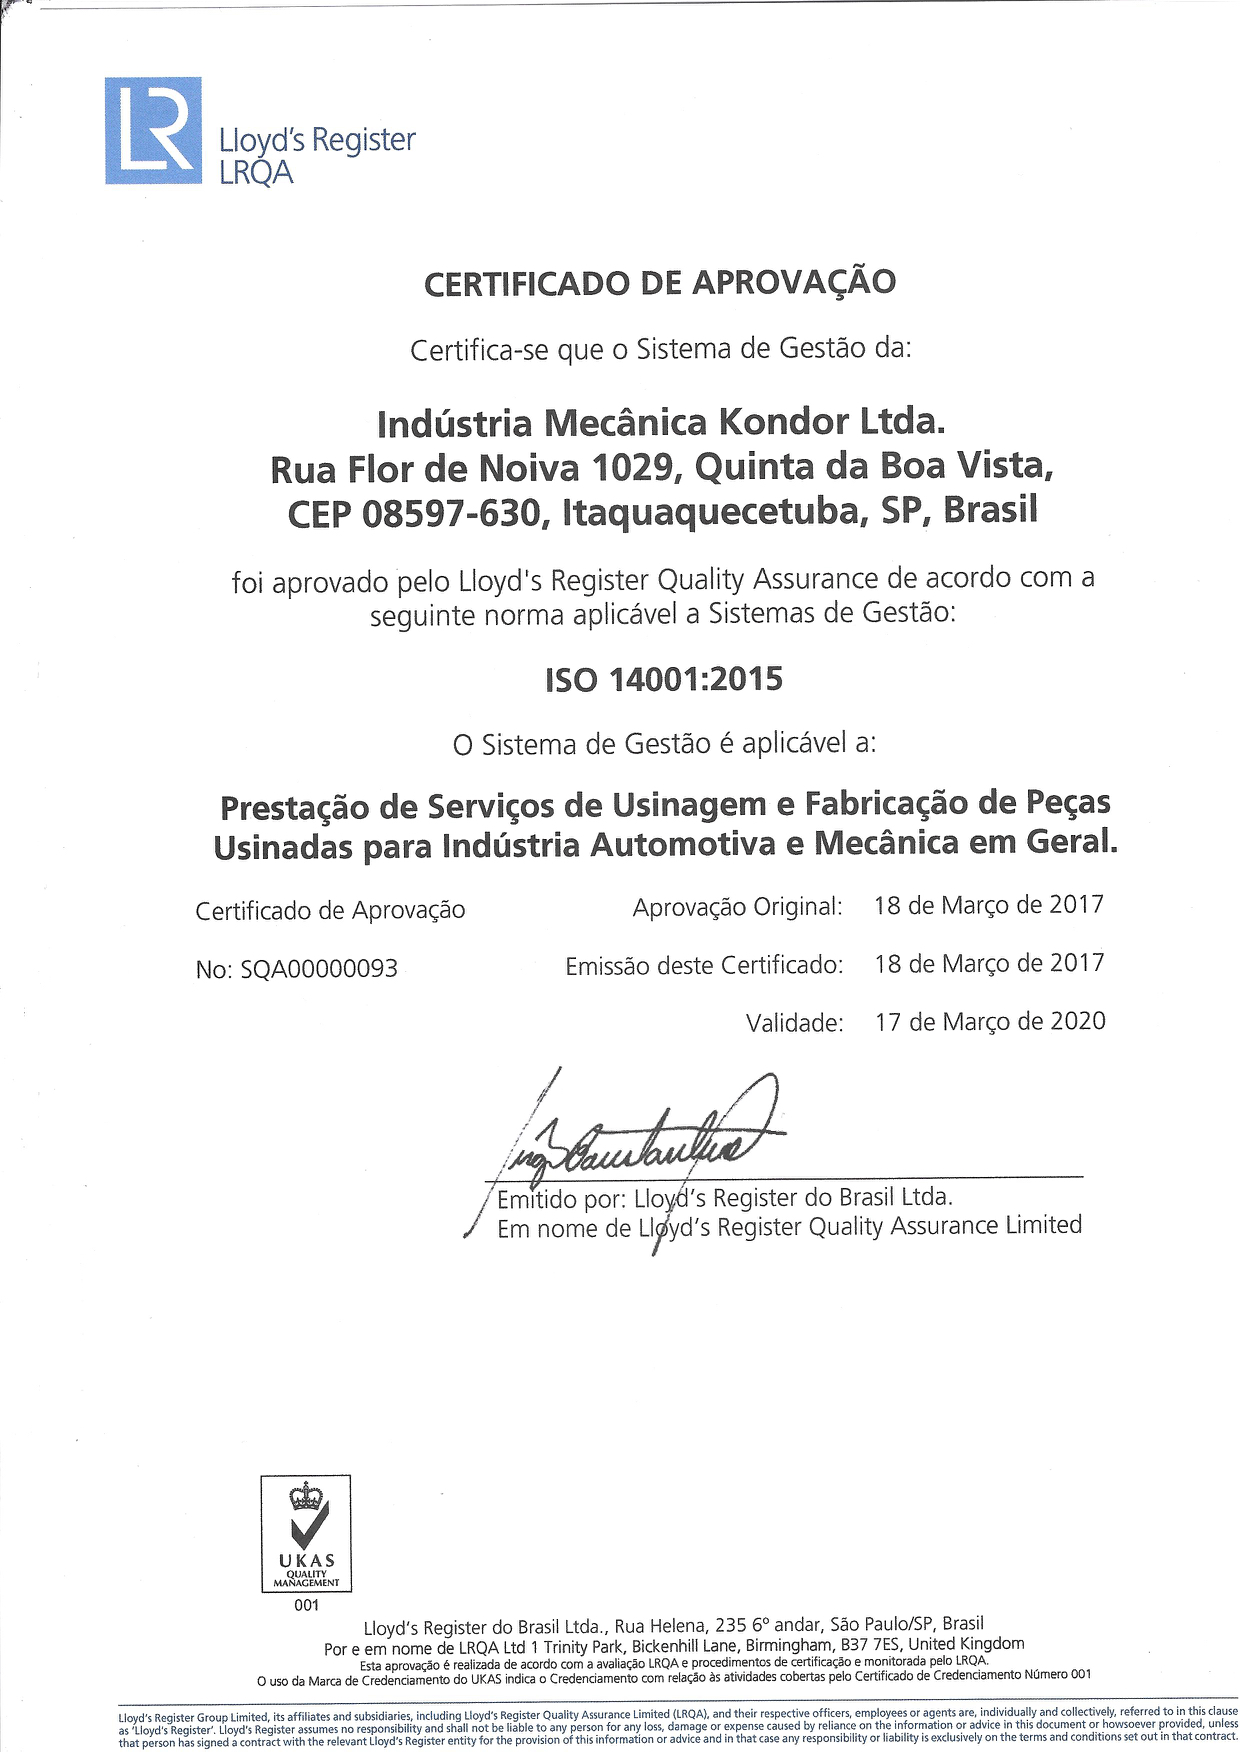 LR
Lloyd's Register
LRQA
CERTIFICADO DE APROVAÇÃO
Certifica-se que o Sistema de Gestão da:
Indústria Mecânica Kondor Ltda.
Rua Flor de Noiva 1029, Quinta da Boa Vista,
CEP 08597-630, Itaquaquecetuba, SP, Brasil
foi aprovado pelo Lloyd's Register Quality Assurance de acordo com a
seguinte norma aplicável a Sistemas de Gestão:
ISO 14001:2015
O Sistema de Gestão é aplicável a:
Prestação de Serviços de Usinagem e Fabricação de Peças
Usinadas para Indústria Automotiva e Mecânica em Geral.
Certificado de Aprovação Aprovação Original: 18 de Março de 2017
No: SQA00000093 Emissão deste Certificado: 18 de Março de 2017
Validade: 17 de Março de 2020
Emitido por: Lloyd's Register do Brasil Ltda.
Em nome de Lloyd's Register Quality Assurance Limited
UKAS
QUALITY
MANAGEMENT
001
Lloyd's Register do Brasil Ltda., Rua Helena, 235 6º andar, São Paulo/SP, Brasil
Por e em nome de LRQA Ltd 1 Trinity Park, Bickenhill Lane, Birmingham, B37 7ES, United Kingdom
Esta aprovação é realizada de acordo com a avaliação LRQA e procedimentos de certificação e monitorada pelo LRQA.
O uso da Marca de Credenciamento do UKAS indica o Credenciamento com relação às atividades cobertas pelo Certificado de Credenciamento Número 001
Lloyd's Register Group Limited, its affiliates and subsidiaries, including Lloyd's Register Quality Assurance Limited (LRQA), and their respective officers, employees or agents are, individually and collectively, referred to in this clause
as 'Lloyd's Register'. Lloyd's Register assumes no responsibility and shall not be liable to any person for any loss, damage or expense caused by reliance on the information or advice in this document or howsoever provided, unless
that person has signed a contract with the relevant Lloyd's Register entity for the provision of this information or advice and in that case any responsibility or liability is exclusively on the terms and conditions set out in that contract.